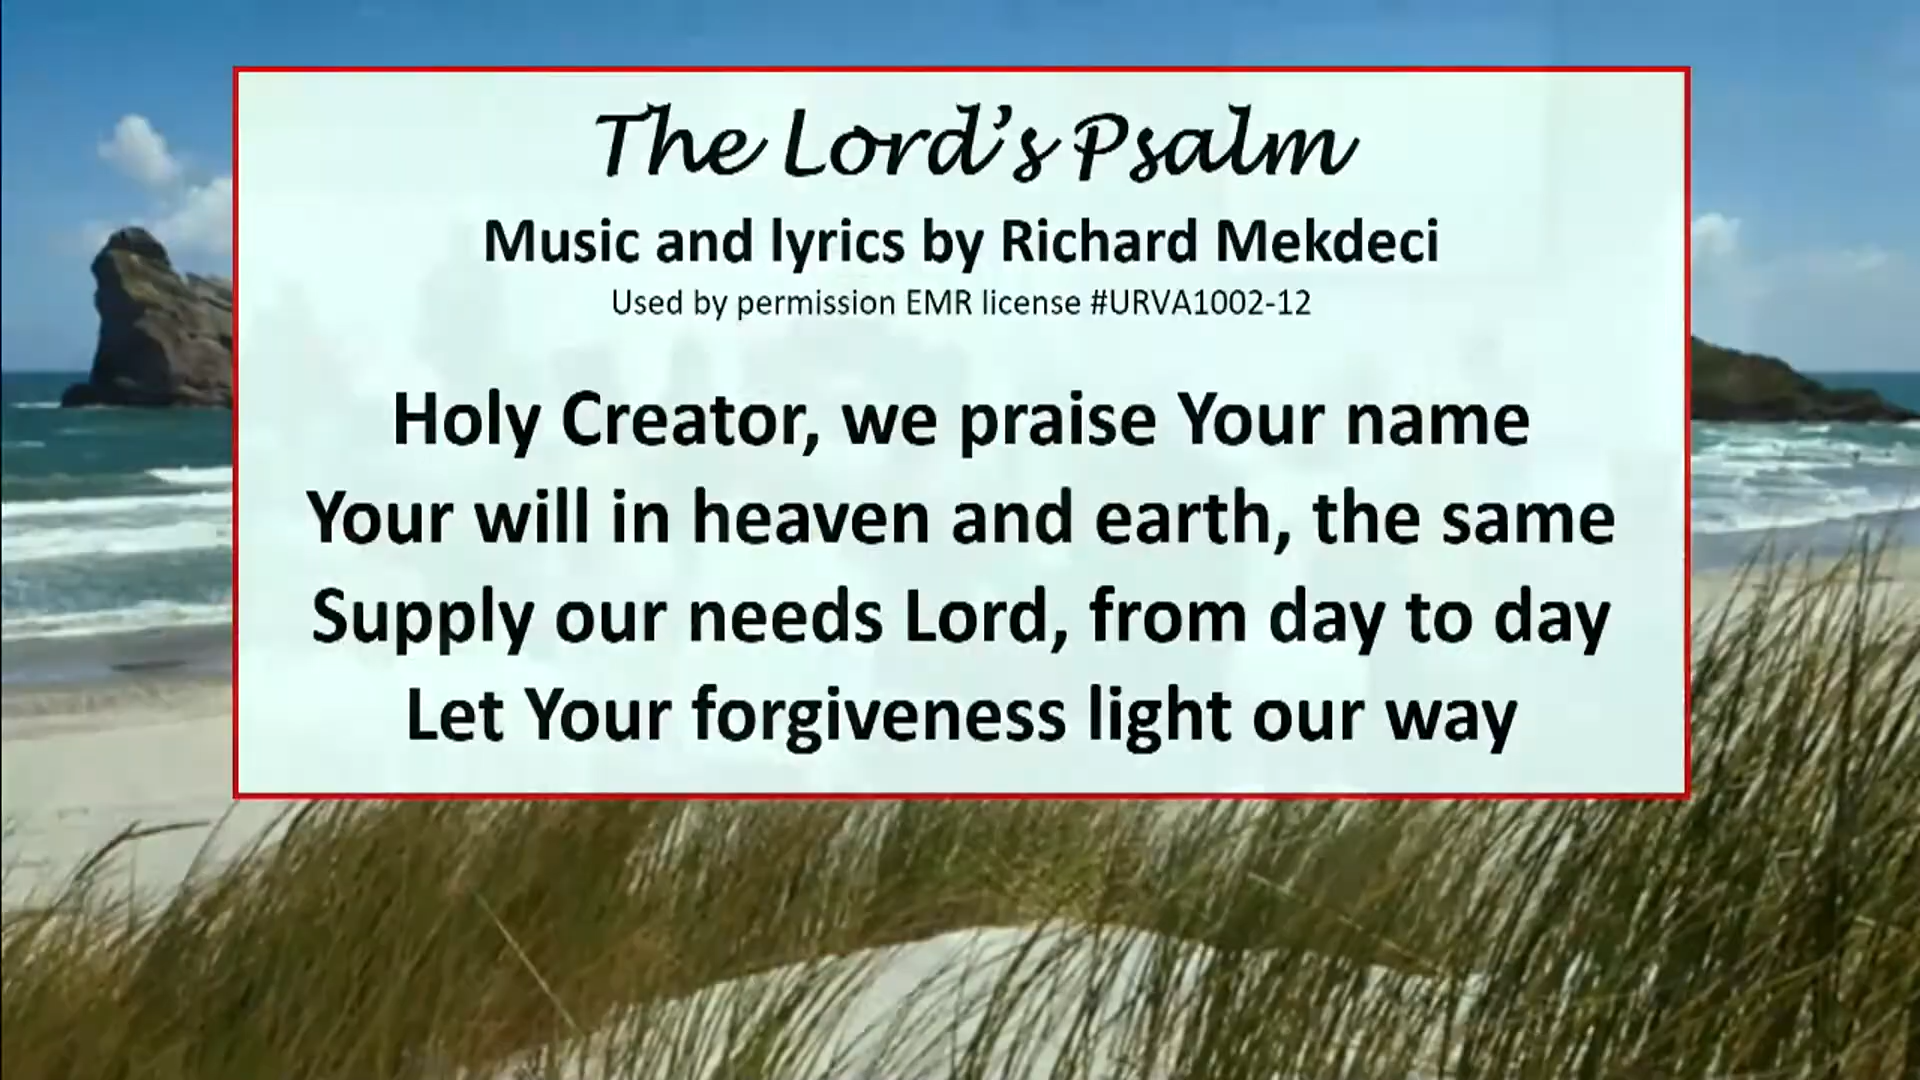 The Lord's Psalm
Music and lyrics by Richard Mekdeci
Used by permission EMR license #URVA1002-12
Holy Creator, we praise Your name
Your will in heaven and earth, the same
Supply our needs Lord, from day to day
Let Your forgiveness light our way